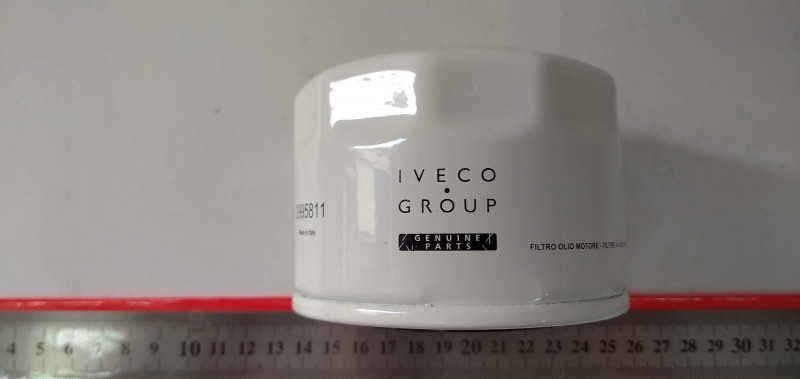 IVECO
GROUP
GENUINE
PARTS
995811
Made in Italy
FILTRO OLIO MOTORE - FILTRE
4 5 6 7 8 9 10 11 12 13 14 15 16 17 18 19 20 21 22 23 24 25 26 27 28 29 30 31 32